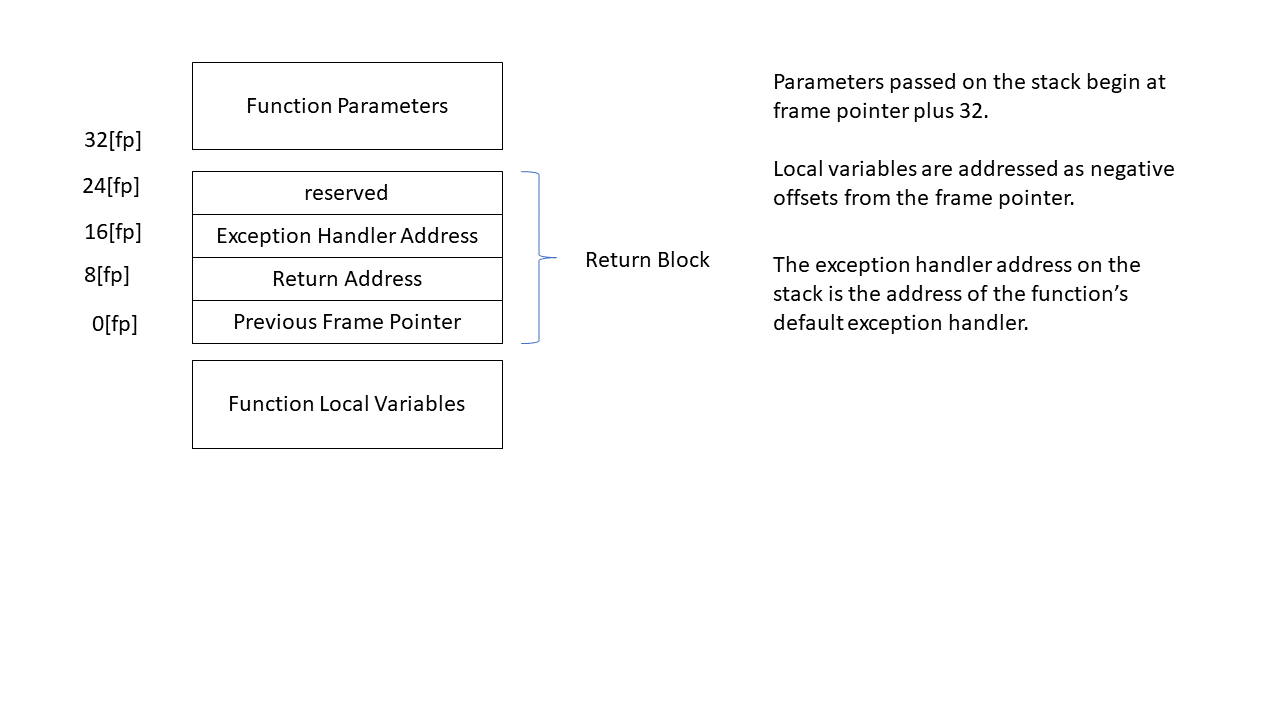 Function Parameters
32[fp]
24[fp]
reserved
16[fp]
Exception Handler Address
8[fp]
Return Address
0[fp]
Previous Frame Pointer
Return Block
Function Local Variables
Parameters passed on the stack begin at
frame pointer plus 32.
Local variables are addressed as negative
offsets from the frame pointer.
The exception handler address on the
stack is the address of the function’s
default exception handler.